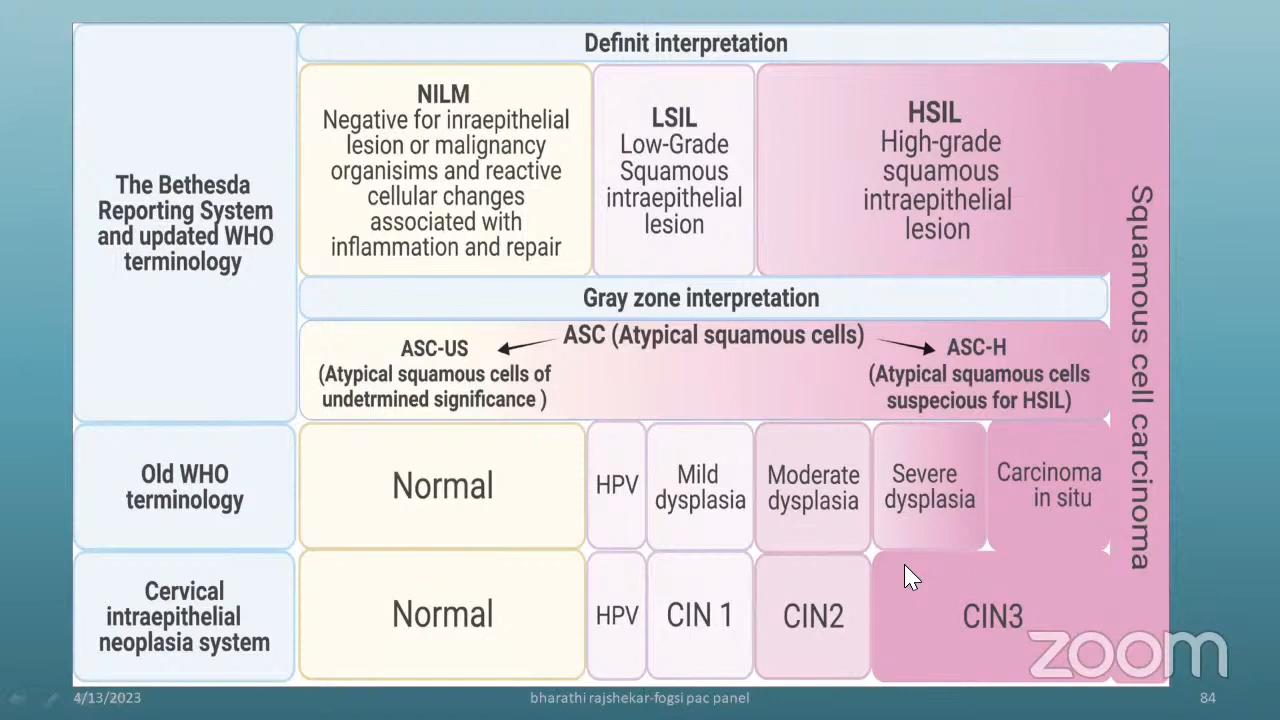 Definit interpretation
The Bethesda
Reporting System
and updated WHO
terminology
NILM
Negative for inraepithelial
lesion or malignancy
organisims and reactive
cellular changes
associated with
inflammation and repair
LSIL
Low-Grade
Squamous
intraepithelial
lesion
HSIL
High-grade
squamous
intraepithelial
lesion
Squamous cell carcinoma
Gray zone interpretation
ASC (Atypical squamous cells)
ASC-US
(Atypical squamous cells of
undetrmined significance )
ASC-H
(Atypical squamous cells
suspecious for HSIL)
Old WHO
terminology
Normal
HPV
Mild
dysplasia
Moderate
dysplasia
Severe
dysplasia
Carcinoma
in situ
Cervical
intraepithelial
neoplasia system
Normal
HPV
CIN 1
CIN2
CIN3
zoom
4/13/2023
bharathi rajshekar-fogsi pac panel
84